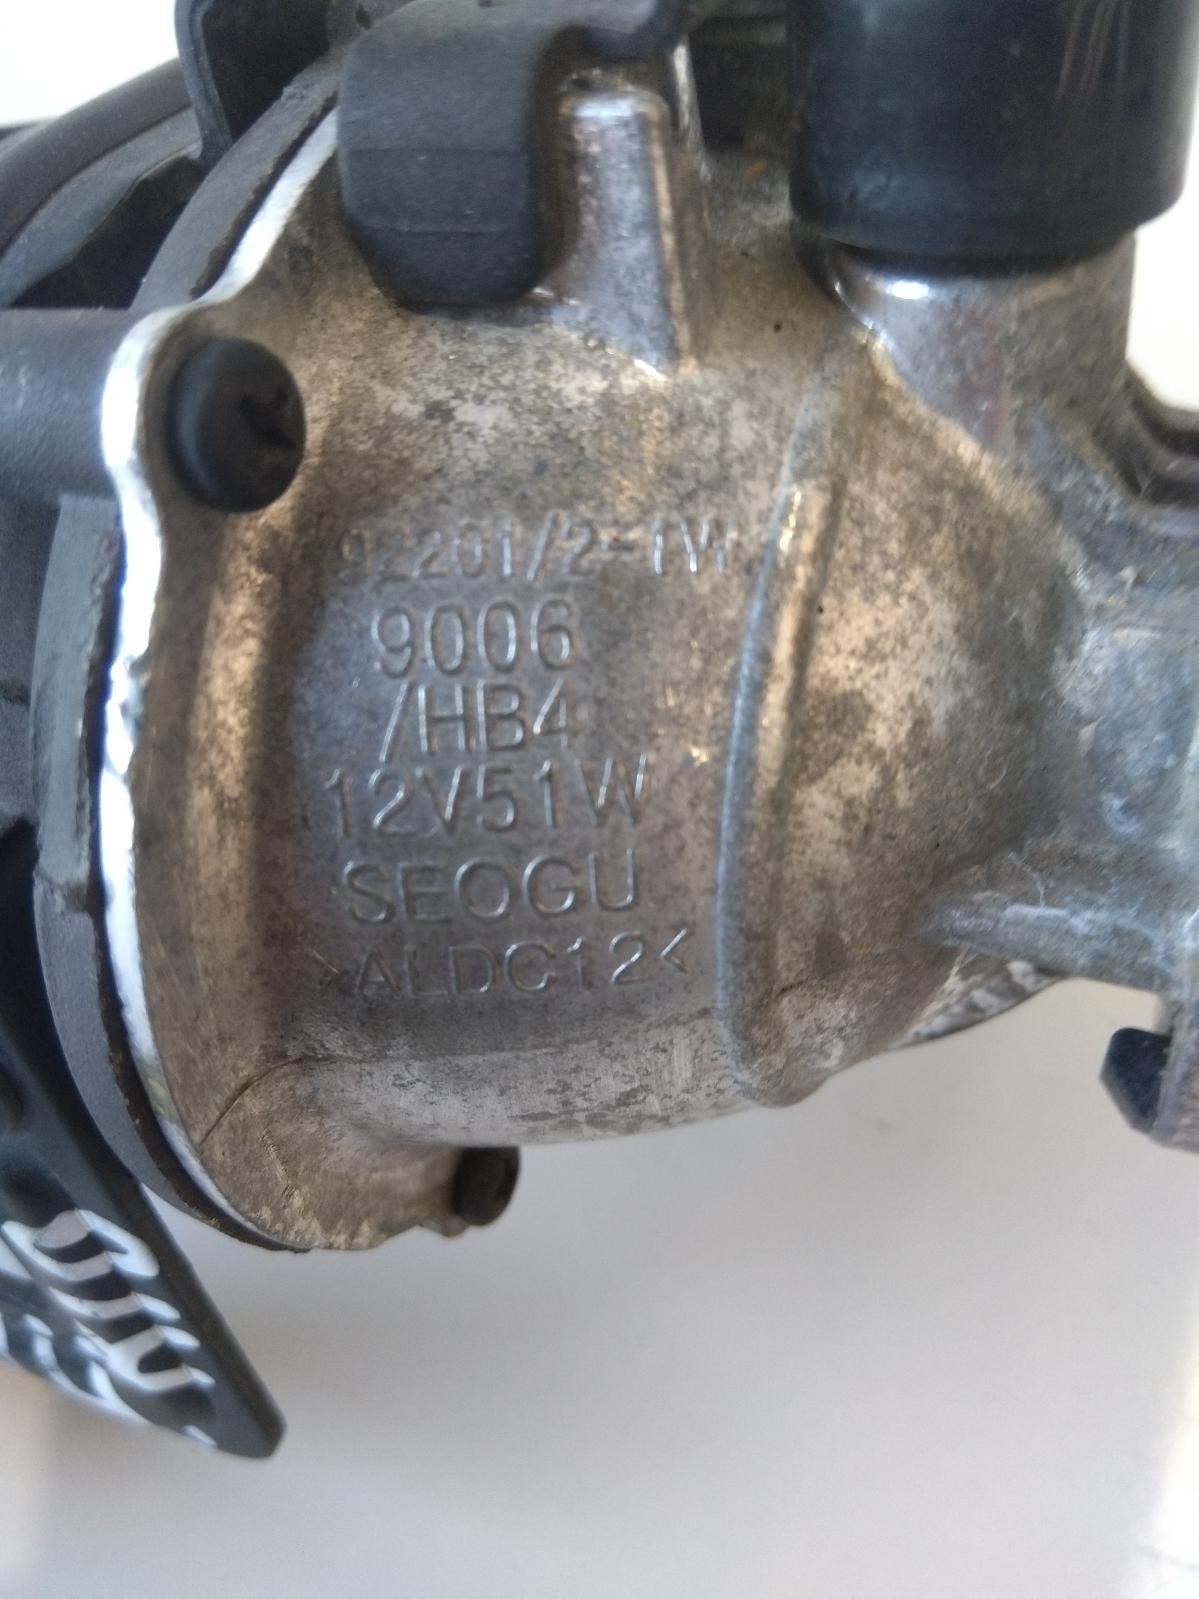 92201/2-1W
9006
/HB4
12V51W
SEOGU
>ALDC12<